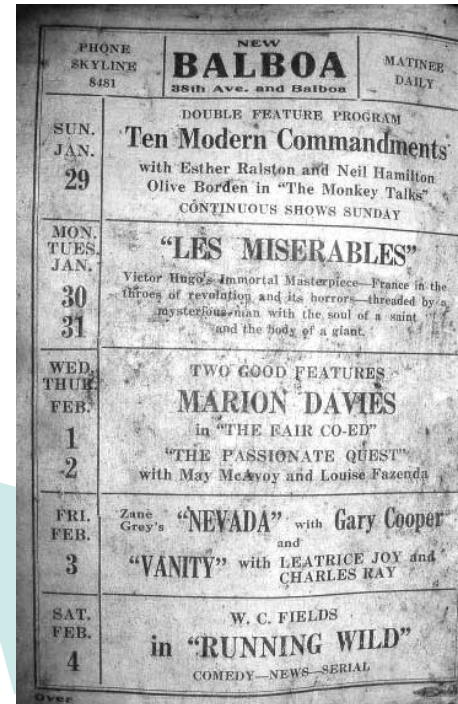 PHONE
SKYLINE
8481
NEW
BALBOA
38th Ave. and Balboa
MATINEE
DAILY
SUN.
JAN.
29
DOUBLE FEATURE PROGRAM
Ten Modern Commandments
with Esther Ralston and Neil Hamilton
Olive Borden in "The Monkey Talks"
CONTINUOUS SHOWS SUNDAY
MON.
TUES.
JAN.
30
31
"LES MISERABLES"
Victor Hugo's Immortal Masterpiece—France in the
throes of revolution and its horrors—threaded by a
mysterious man with the soul of a saint
and the body of a giant.
WED.
THUR.
FEB.
1
2
TWO GOOD FEATURES
MARION DAVIES
in "THE FAIR CO-ED"
"THE PASSIONATE QUEST"
with May McAvoy and Louise Fazenda
FRI.
FEB.
3
Zane
Grey's "NEVADA" with Gary Cooper
and
"VANITY" with LEATRICE JOY and
CHARLES RAY
SAT.
FEB.
4
W. C. FIELDS
in "RUNNING WILD"
COMEDY—NEWS—SERIAL
Over